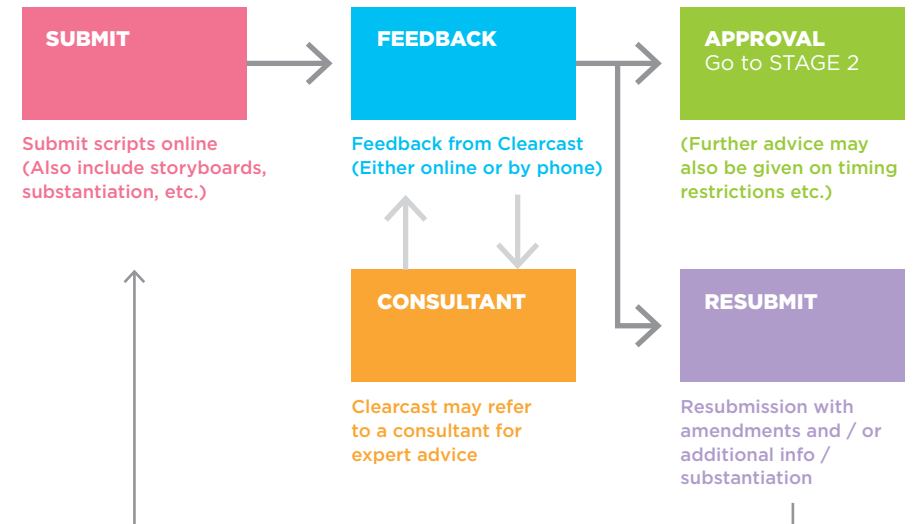 SUBMIT
Submit scripts online
(Also include storyboards,
substantiation, etc.)
FEEDBACK
Feedback from Clearcast
(Either online or by phone)
APPROVAL
Go to STAGE 2
(Further advice may
also be given on timing
restrictions etc.)
CONSULTANT
Clearcast may refer
to a consultant for
expert advice
RESUBMIT
Resubmission with
amendments and / or
additional info /
substantiation